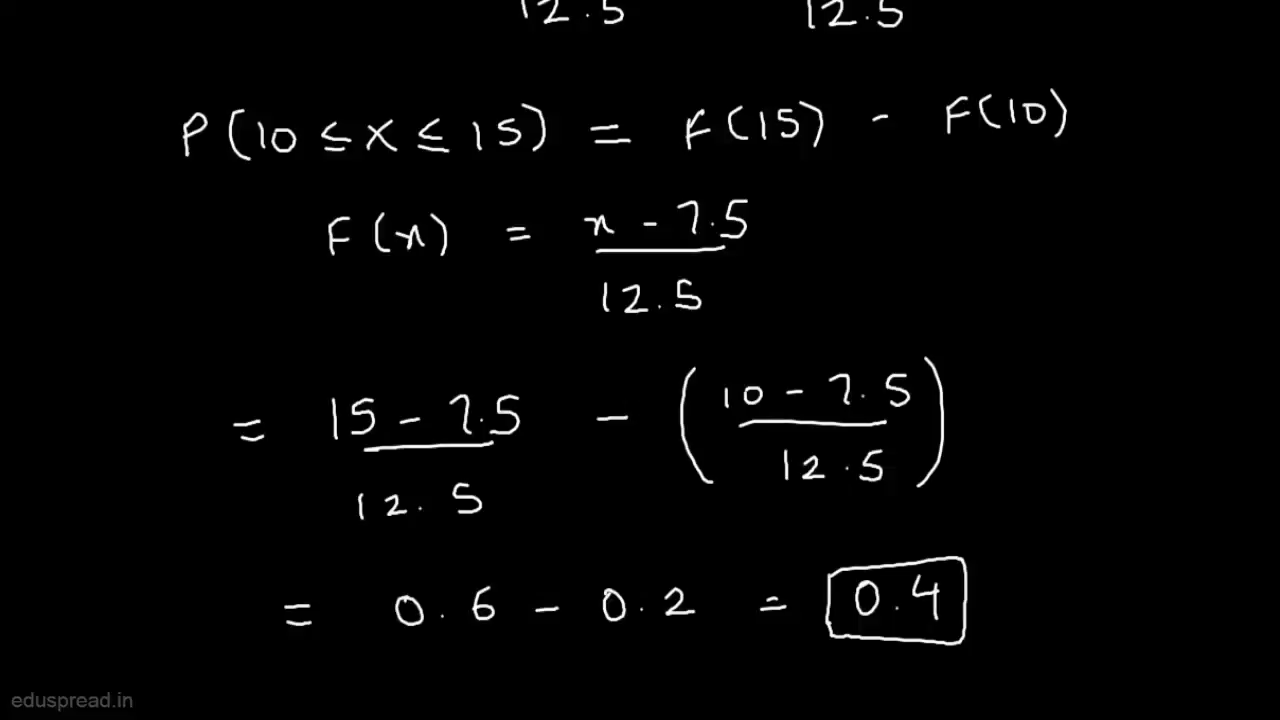 12.5 12.5
P(10 ≤ X ≤ 15) = F(15) - F(10)
F(x) = x - 7.5
12.5
= 15 - 7.5 - (10 - 7.5)
12.5 12.5
= 0.6 - 0.2 = 0.4
eduspread.in